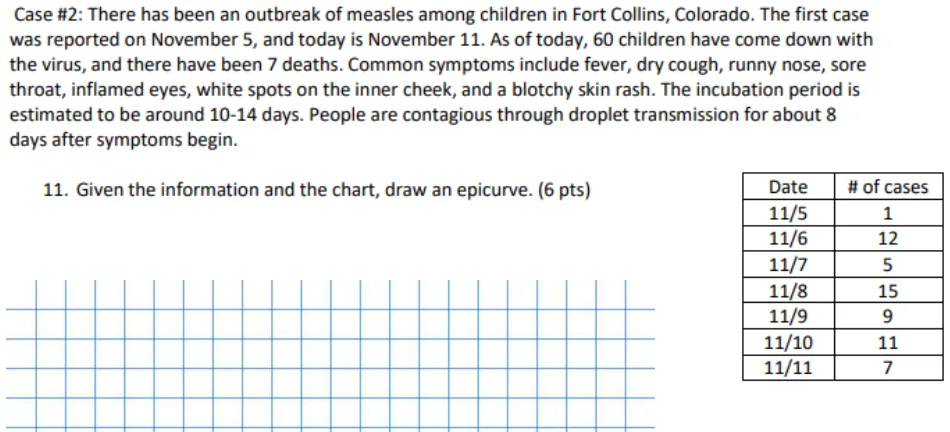 Case #2: There has been an outbreak of measles among children in Fort Collins, Colorado. The first case
was reported on November 5, and today is November 11. As of today, 60 children have come down with
the virus, and there have been 7 deaths. Common symptoms include fever, dry cough, runny nose, sore
throat, inflamed eyes, white spots on the inner cheek, and a blotchy skin rash. The incubation period is
estimated to be around 10-14 days. People are contagious through droplet transmission for about 8
days after symptoms begin.
11. Given the information and the chart, draw an epicurve. (6 pts)
Date # of cases
11/5 1
11/6 12
11/7 5
11/8 15
11/9 9
11/10 11
11/11 7